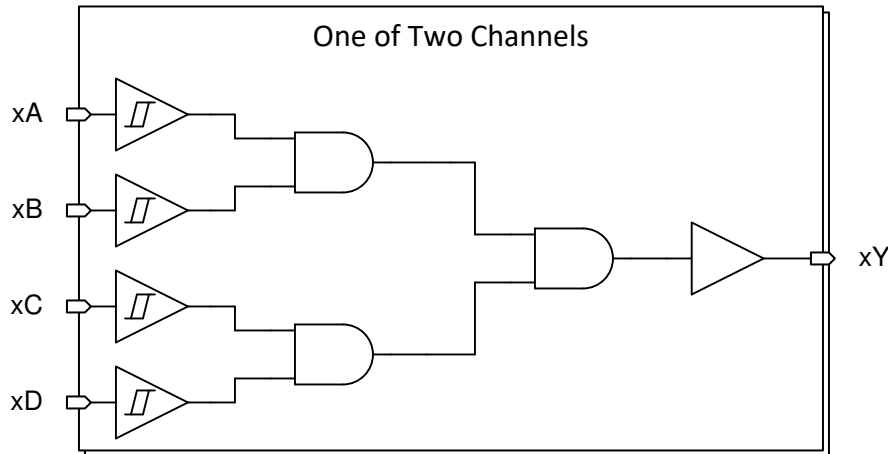 One of Two Channels
xA
xB
xY
xC
xD